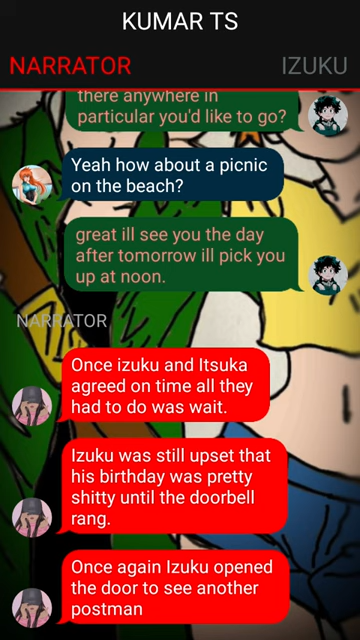 KUMAR TS
NARRATOR
IZUKU
there anywhere in
particular you'd like to go?
Yeah how about a picnic
on the beach?
great ill see you the day
after tomorrow ill pick you
up at noon.
NARRATOR
Once izuku and Itsuka
agreed on time all they
had to do was wait.
Izuku was still upset that
his birthday was pretty
shitty until the doorbell
rang.
Once again Izuku opened
the door to see another
postman